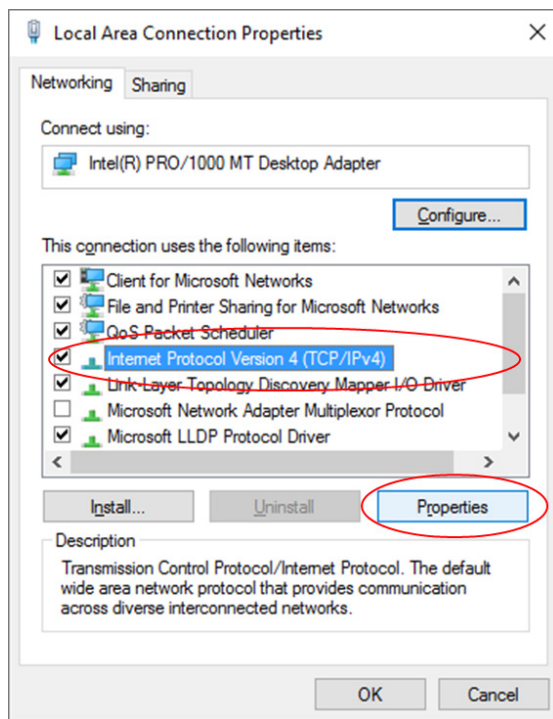 Local Area Connection Properties
Networking
Sharing
Connect using:
Intel(R) PRO/1000 MT Desktop Adapter
Configure...
This connection uses the following items:
Client for Microsoft Networks
File and Printer Sharing for Microsoft Networks
QoS Packet Scheduler
Internet Protocol Version 4 (TCP/IPv4)
Link-Layer Topology Discovery Mapper I/O Driver
Microsoft Network Adapter Multiplexor Protocol
Microsoft LLDP Protocol Driver
Install...
Uninstall
Properties
Description
Transmission Control Protocol/Internet Protocol. The default
wide area network protocol that provides communication
across diverse interconnected networks.
OK
Cancel